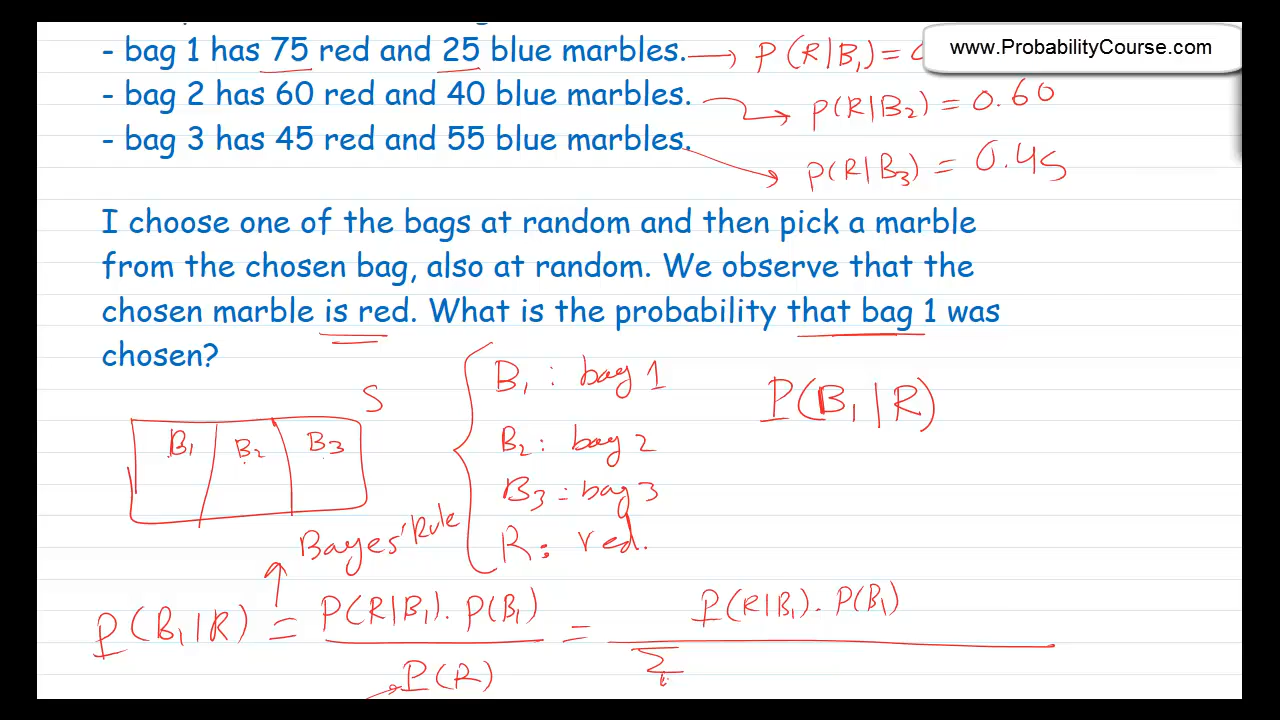 - bag 1 has 75 red and 25 blue marbles. → P(R|B₁) =
www.ProbabilityCourse.com
- bag 2 has 60 red and 40 blue marbles. → P(R|B₂) = 0.60
- bag 3 has 45 red and 55 blue marbles. → P(R|B₃) = 0.45
I choose one of the bags at random and then pick a marble
from the chosen bag, also at random. We observe that the
chosen marble is red. What is the probability that bag 1 was
chosen?
S
B₁ B₂ B₃
B₁ : bag 1
B₂ : bag 2
B₃ : bag 3
R : red.
P(B₁|R)
Bayes' Rule
P(B₁|R) = P(R|B₁) · P(B₁) / P(R) = P(R|B₁) · P(B₁) / Σ